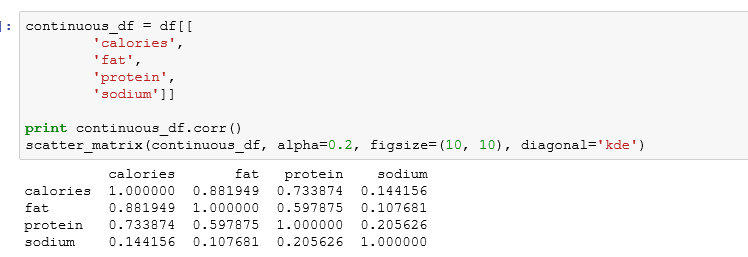 ]: continuous_df = df[[
'calories',
'fat',
'protein',
'sodium']]
print continuous_df.corr()
scatter_matrix(continuous_df, alpha=0.2, figsize=(10, 10), diagonal='kde')
calories fat protein sodium
calories 1.000000 0.881949 0.733874 0.144156
fat 0.881949 1.000000 0.597875 0.107681
protein 0.733874 0.597875 1.000000 0.205626
sodium 0.144156 0.107681 0.205626 1.000000